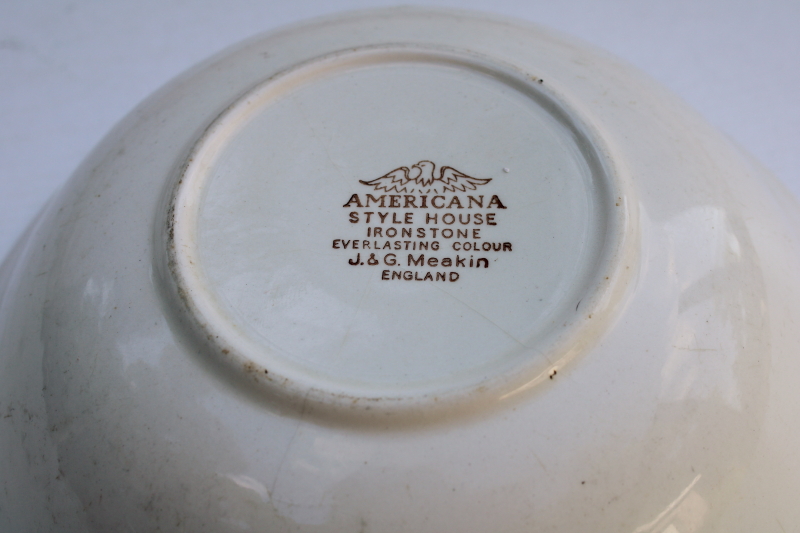 AMERICANA
STYLE HOUSE
IRONSTONE
EVERLASTING COLOUR
J.&G. Meakin
ENGLAND